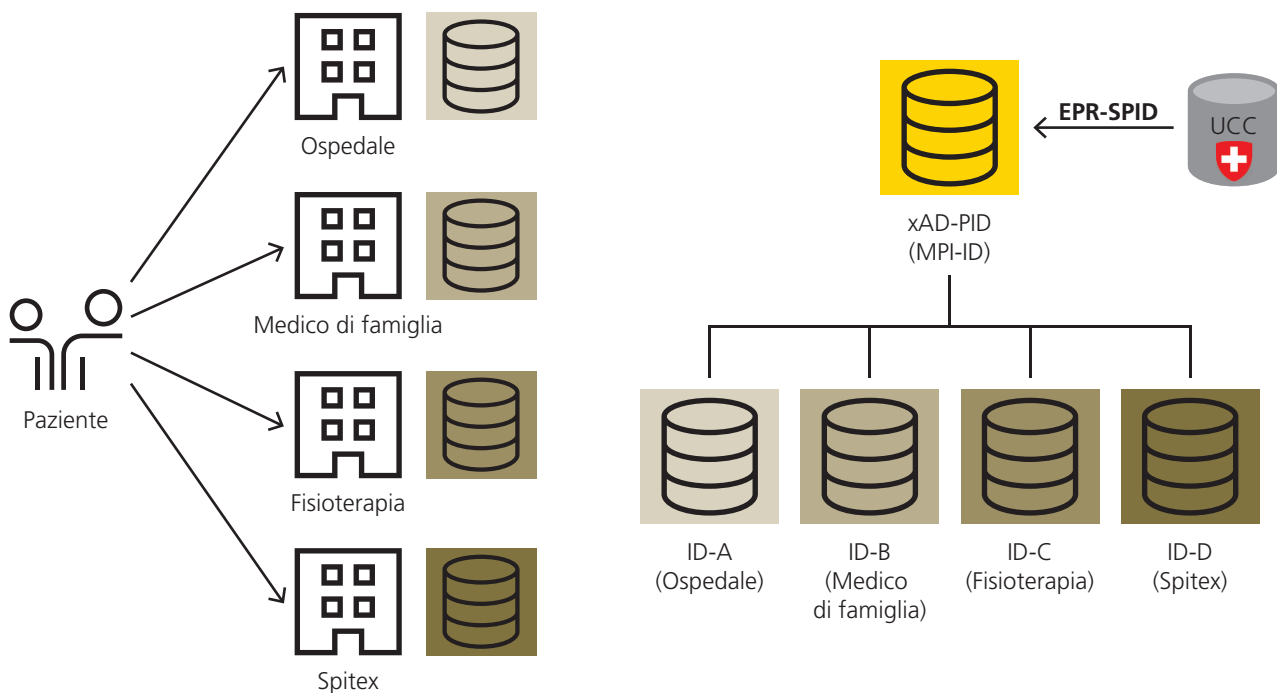 Ospedale
Medico di famiglia
Paziente
Fisioterapia
Spitex
EPR-SPID
UCC
xAD-PID
(MPI-ID)
ID-A
(Ospedale)
ID-B
(Medico
di famiglia)
ID-C
(Fisioterapia)
ID-D
(Spitex)